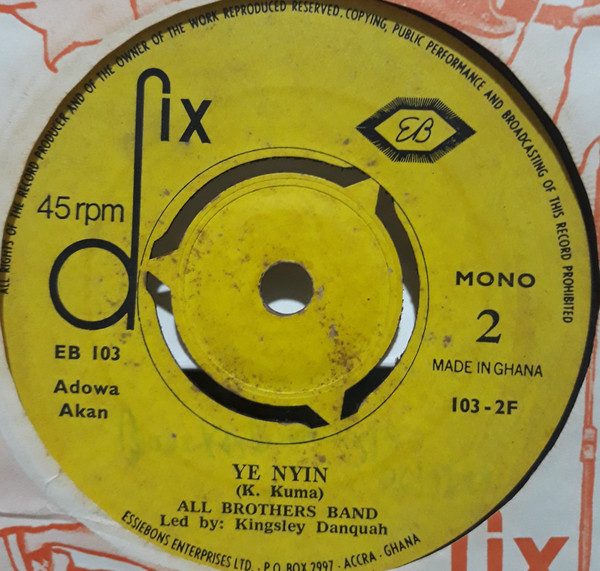 ALL RIGHTS OF THE RECORD PRODUCER AND OF THE OWNER OF THE WORK REPRODUCED RESERVED. COPYING, PUBLIC PERFORMANCE AND BROADCASTING OF THIS RECORD PROHIBITED
dix
EB
45 rpm
MONO
2
MADE IN GHANA
EB 103
103-2F
Adowa
Akan
YE NYIN
(K. Kuma)
ALL BROTHERS BAND
Led by: Kingsley Danquah
ESSIEBONS ENTERPRISES LTD. P.O. BOX 2997 · ACCRA · GHANA
fix